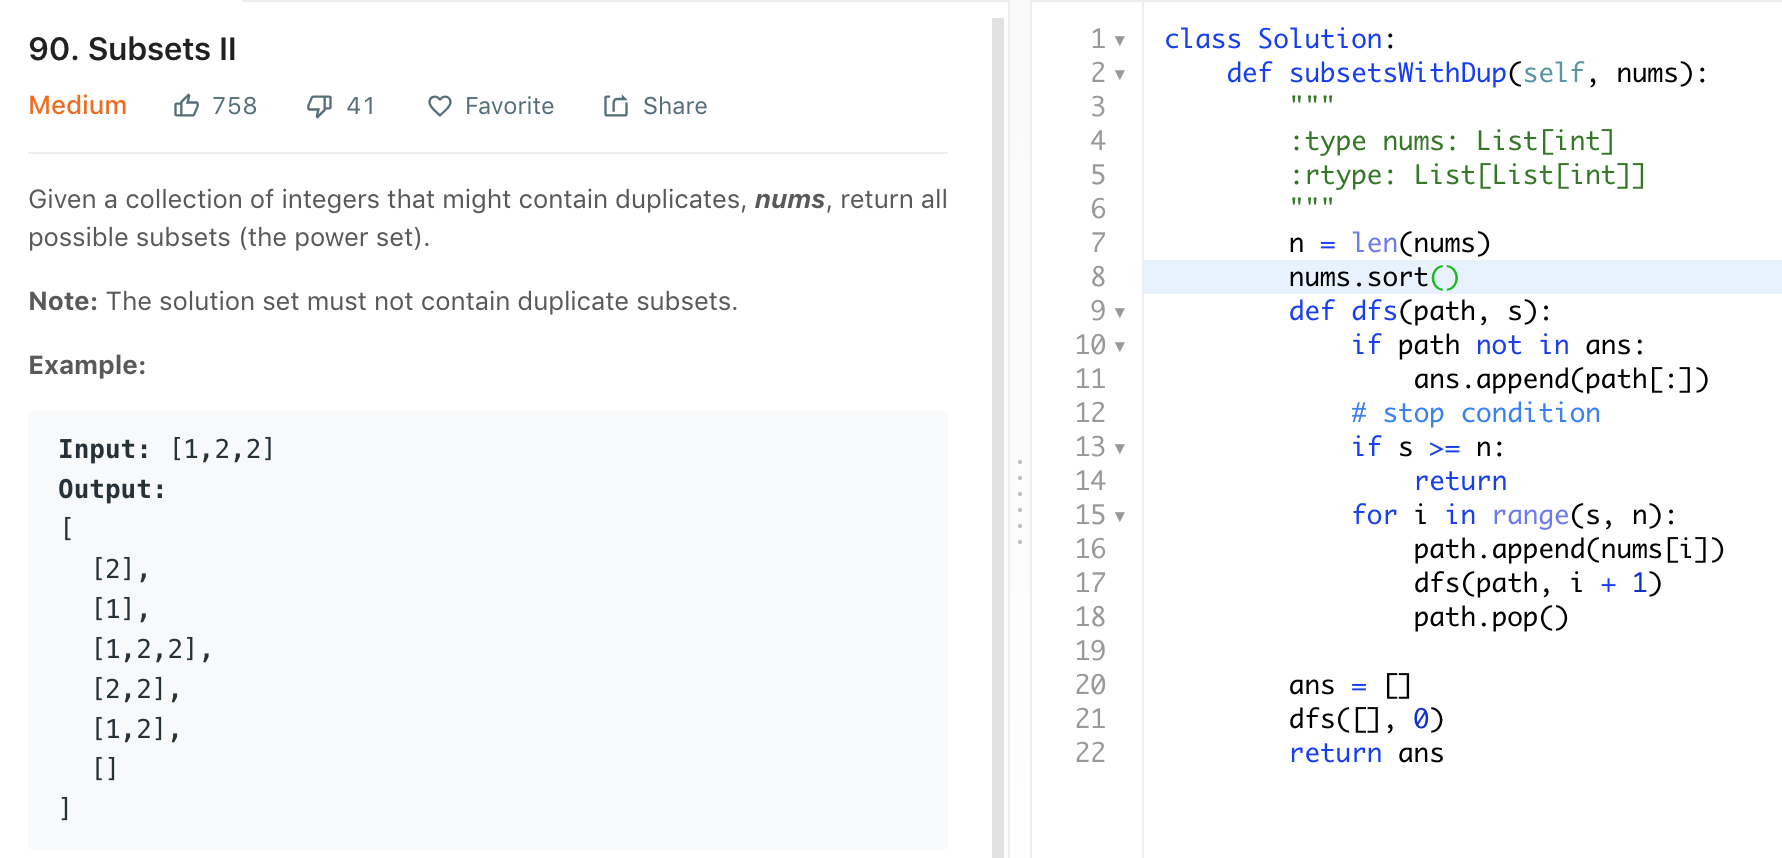 90. Subsets II
Medium 758 41 Favorite Share
Given a collection of integers that might contain duplicates, nums, return all
possible subsets (the power set).
Note: The solution set must not contain duplicate subsets.
Example:
Input: [1,2,2]
Output:
[
  [2],
  [1],
  [1,2,2],
  [2,2],
  [1,2],
  []
]
1 class Solution:
2     def subsetsWithDup(self, nums):
3         """
4         :type nums: List[int]
5         :rtype: List[List[int]]
6         """
7         n = len(nums)
8         nums.sort()
9         def dfs(path, s):
10             if path not in ans:
11                 ans.append(path[:])
12             # stop condition
13             if s >= n:
14                 return
15             for i in range(s, n):
16                 path.append(nums[i])
17                 dfs(path, i + 1)
18                 path.pop()
19
20         ans = []
21         dfs([], 0)
22         return ans